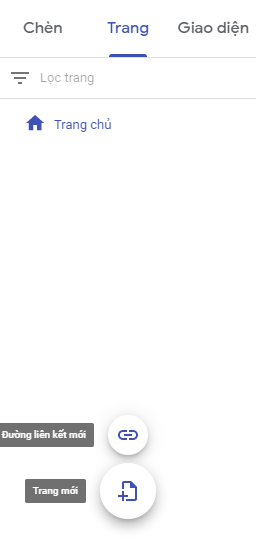 Chèn Trang Giao diện
Lọc trang
Trang chủ
Đường liên kết mới
Trang mới